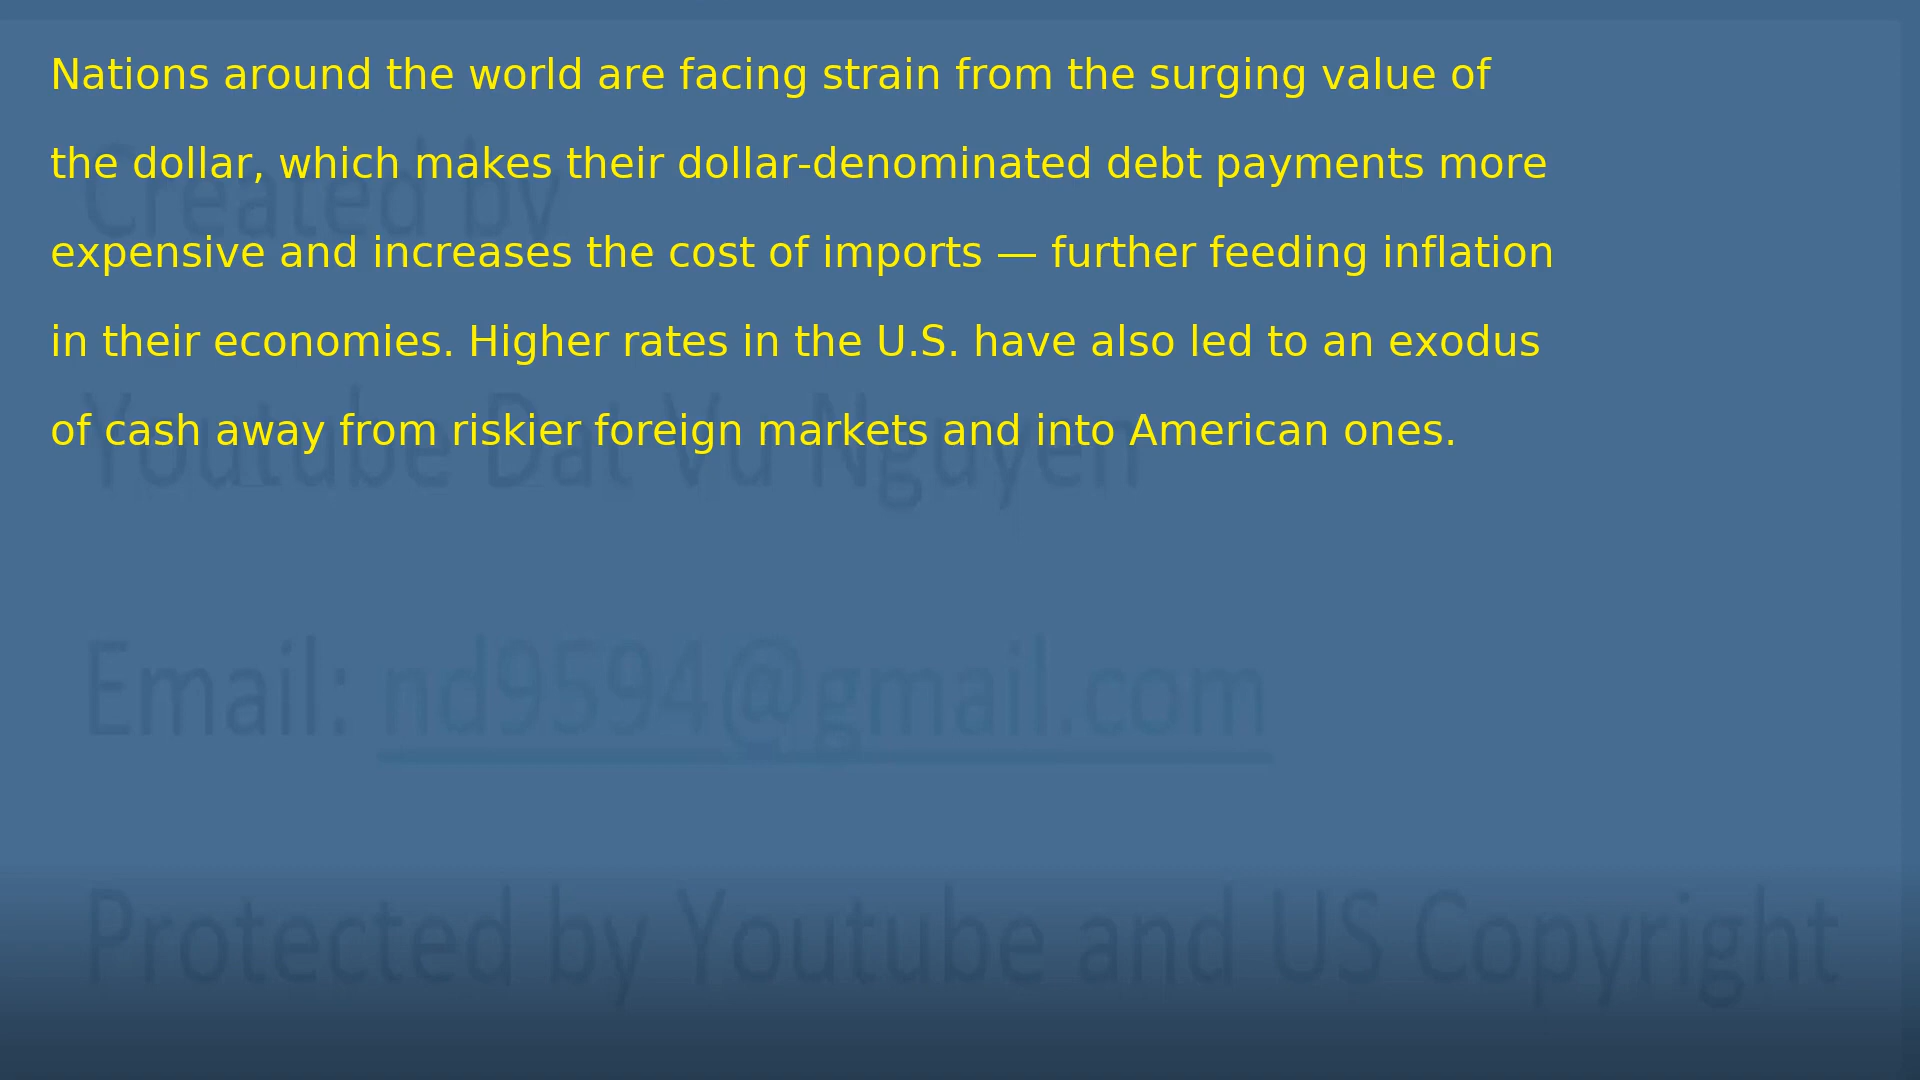 Nations around the world are facing strain from the surging value of
the dollar, which makes their dollar-denominated debt payments more
expensive and increases the cost of imports — further feeding inflation
in their economies. Higher rates in the U.S. have also led to an exodus
of cash away from riskier foreign markets and into American ones.
Created by
Youtube Dat Vu Nguyen
Email: nd9594@gmail.com
Protected by Youtube and US Copyright